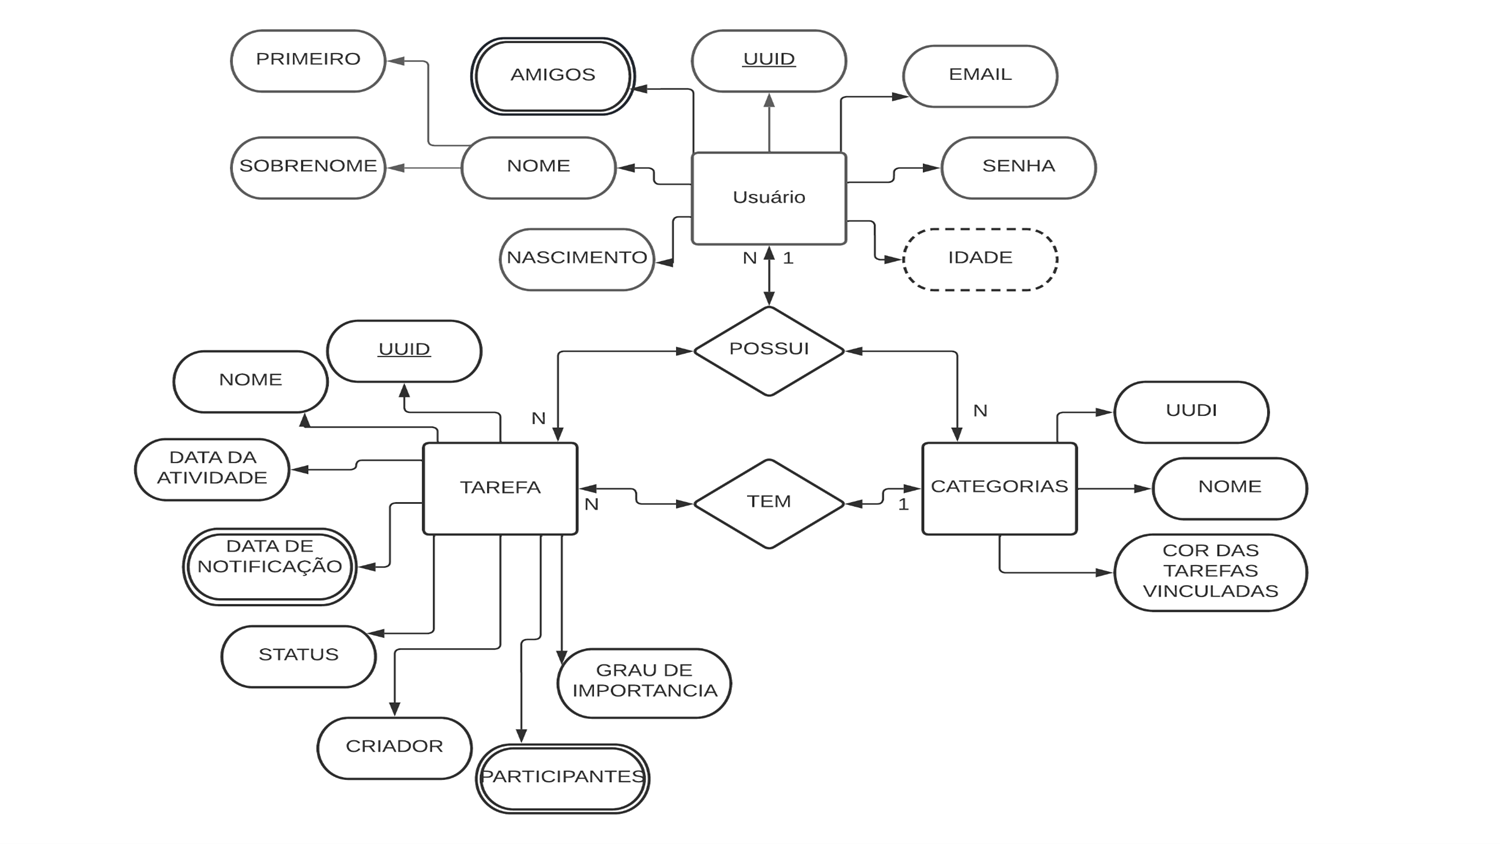 PRIMEIRO
AMIGOS
UUID
EMAIL
SOBRENOME
NOME
SENHA
Usuário
NASCIMENTO
IDADE
N
1
POSSUI
UUID
NOME
N
N
UUDI
DATA DA
ATIVIDADE
TAREFA
TEM
CATEGORIAS
NOME
N
1
DATA DE
NOTIFICAÇÃO
COR DAS
TAREFAS
VINCULADAS
STATUS
GRAU DE
IMPORTANCIA
CRIADOR
PARTICIPANTES